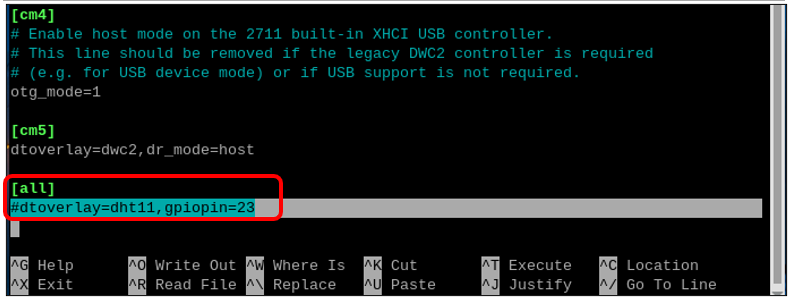 [cm4]
# Enable host mode on the 2711 built-in XHCI USB controller.
# This line should be removed if the legacy DWC2 controller is required
# (e.g. for USB device mode) or if USB support is not required.
otg_mode=1
[cm5]
dtoverlay=dwc2,dr_mode=host
[all]
#dtoverlay=dht11,gpiopin=23
^G Help ^O Write Out ^W Where Is ^K Cut ^T Execute ^C Location
^X Exit ^R Read File ^\ Replace ^U Paste ^J Justify ^/ Go To Line